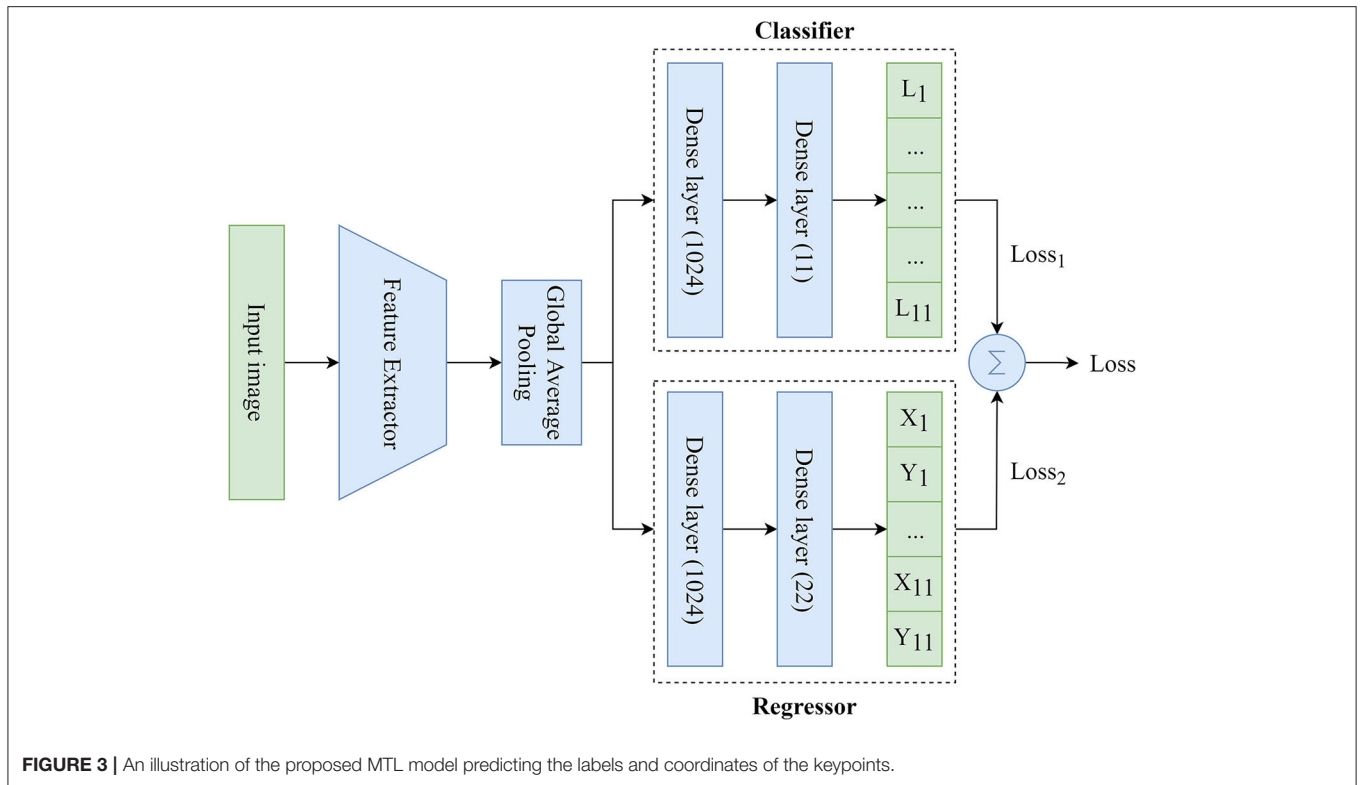 Classifier
Input image
Feature Extractor
Global Average
Pooling
Dense layer (1024)
Dense layer (11)
L1
...
...
...
L11
Loss1
Σ
Loss
Dense layer (1024)
Dense layer (22)
X1
Y1
...
X11
Y11
Loss2
Regressor
FIGURE 3 | An illustration of the proposed MTL model predicting the labels and coordinates of the keypoints.